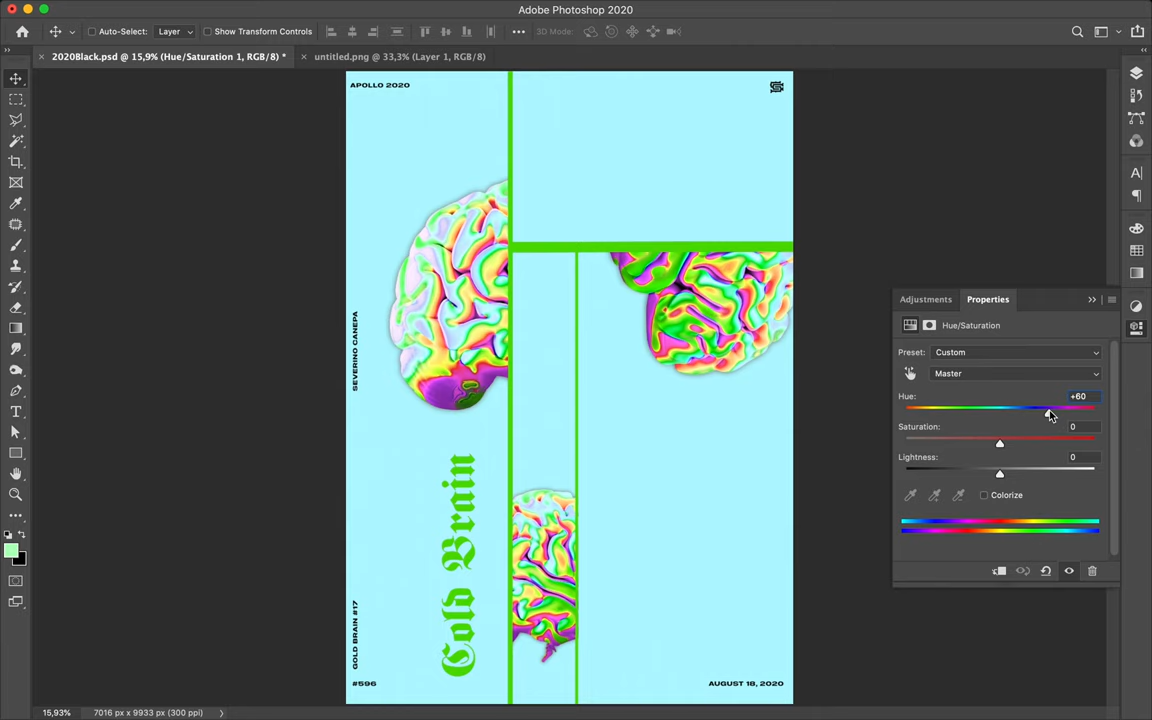 Adobe Photoshop 2020
Auto-Select: Layer Show Transform Controls 3D Mode:
2020Black.psd @ 15,9% (Hue/Saturation 1, RGB/8) * untitled.png @ 33,3% (Layer 1, RGB/8)
APOLLO 2020
SEVERINO CANEPA
Gold Brain
GOLD BRAIN #17
#596
AUGUST 18, 2020
Adjustments Properties
Hue/Saturation
Preset: Custom
Master
Hue: +60
Saturation: 0
Lightness: 0
Colorize
15,93% 7016 px x 9933 px (300 ppi)